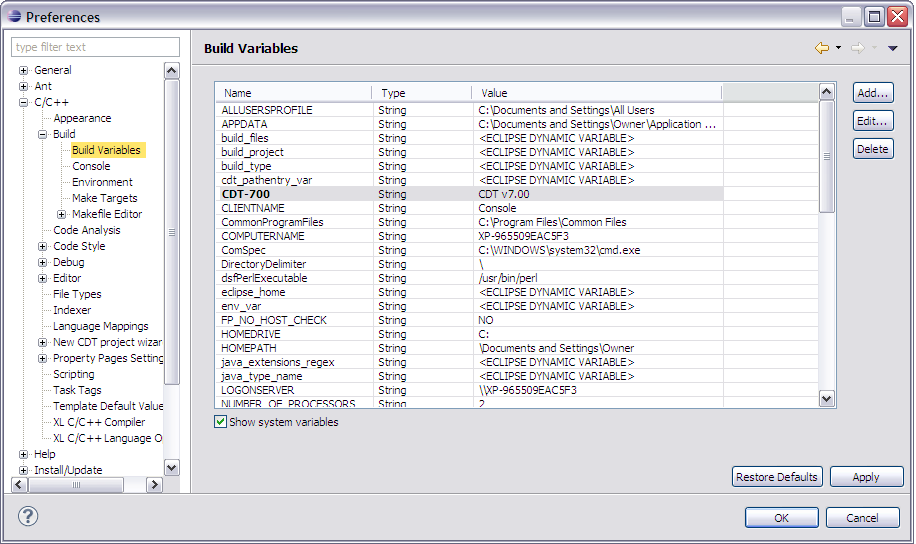 Preferences
type filter text
General
Ant
C/C++
Appearance
Build
Build Variables
Console
Environment
Make Targets
Makefile Editor
Code Analysis
Code Style
Debug
Editor
File Types
Indexer
Language Mappings
New CDT project wizar
Property Pages Setting
Scripting
Task Tags
Template Default Value
XL C/C++ Compiler
XL C/C++ Language O
Help
Install/Update
Build Variables
Name Type Value
ALLUSERSPROFILE String C:\Documents and Settings\All Users
APPDATA String C:\Documents and Settings\Owner\Application ...
build_files String <ECLIPSE DYNAMIC VARIABLE>
build_project String <ECLIPSE DYNAMIC VARIABLE>
build_type String <ECLIPSE DYNAMIC VARIABLE>
cdt_pathentry_var String <ECLIPSE DYNAMIC VARIABLE>
CDT-700 String CDT v7.00
CLIENTNAME String Console
CommonProgramFiles String C:\Program Files\Common Files
COMPUTERNAME String XP-965509EAC5F3
ComSpec String C:\WINDOWS\system32\cmd.exe
DirectoryDelimiter String \
dsfPerlExecutable String /usr/bin/perl
eclipse_home String <ECLIPSE DYNAMIC VARIABLE>
env_var String <ECLIPSE DYNAMIC VARIABLE>
FP_NO_HOST_CHECK String NO
HOMEDRIVE String C:
HOMEPATH String \Documents and Settings\Owner
java_extensions_regex String <ECLIPSE DYNAMIC VARIABLE>
java_type_name String <ECLIPSE DYNAMIC VARIABLE>
LOGONSERVER String \\XP-965509EAC5F3
NUMBER_OF_PROCESSORS String 2
Show system variables
Add...
Edit...
Delete
Restore Defaults Apply
OK Cancel